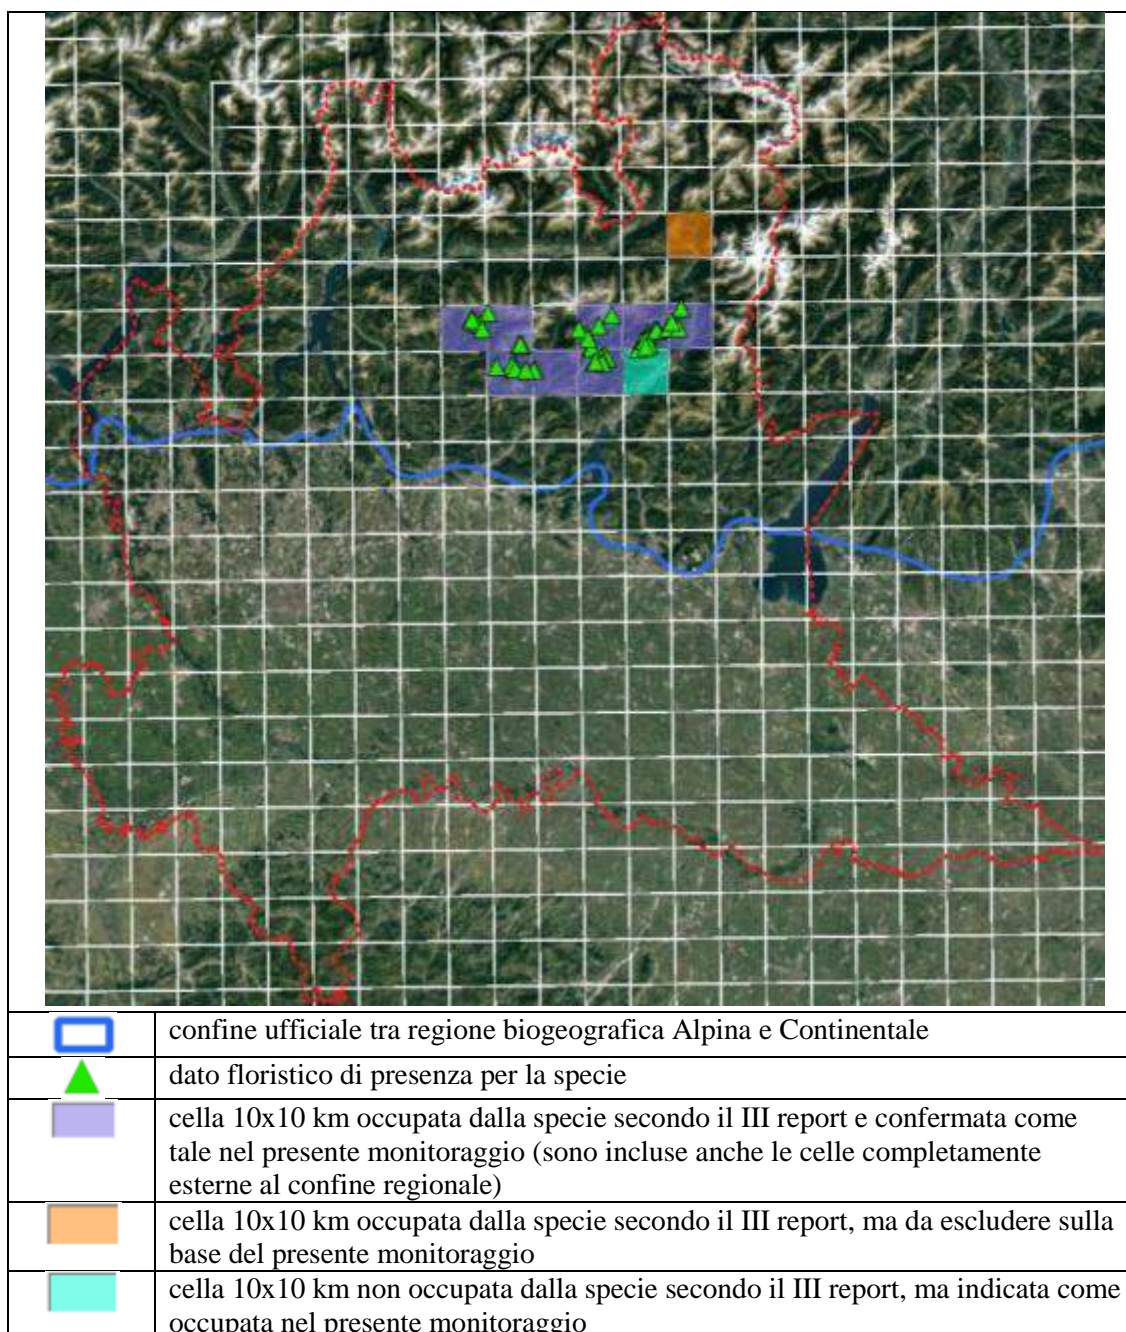 confine ufficiale tra regione biogeografica Alpina e Continentale
dato floristico di presenza per la specie
cella 10x10 km occupata dalla specie secondo il III report e confermata come
tale nel presente monitoraggio (sono incluse anche le celle completamente
esterne al confine regionale)
cella 10x10 km occupata dalla specie secondo il III report, ma da escludere sulla
base del presente monitoraggio
cella 10x10 km non occupata dalla specie secondo il III report, ma indicata come
occupata nel presente monitoraggio